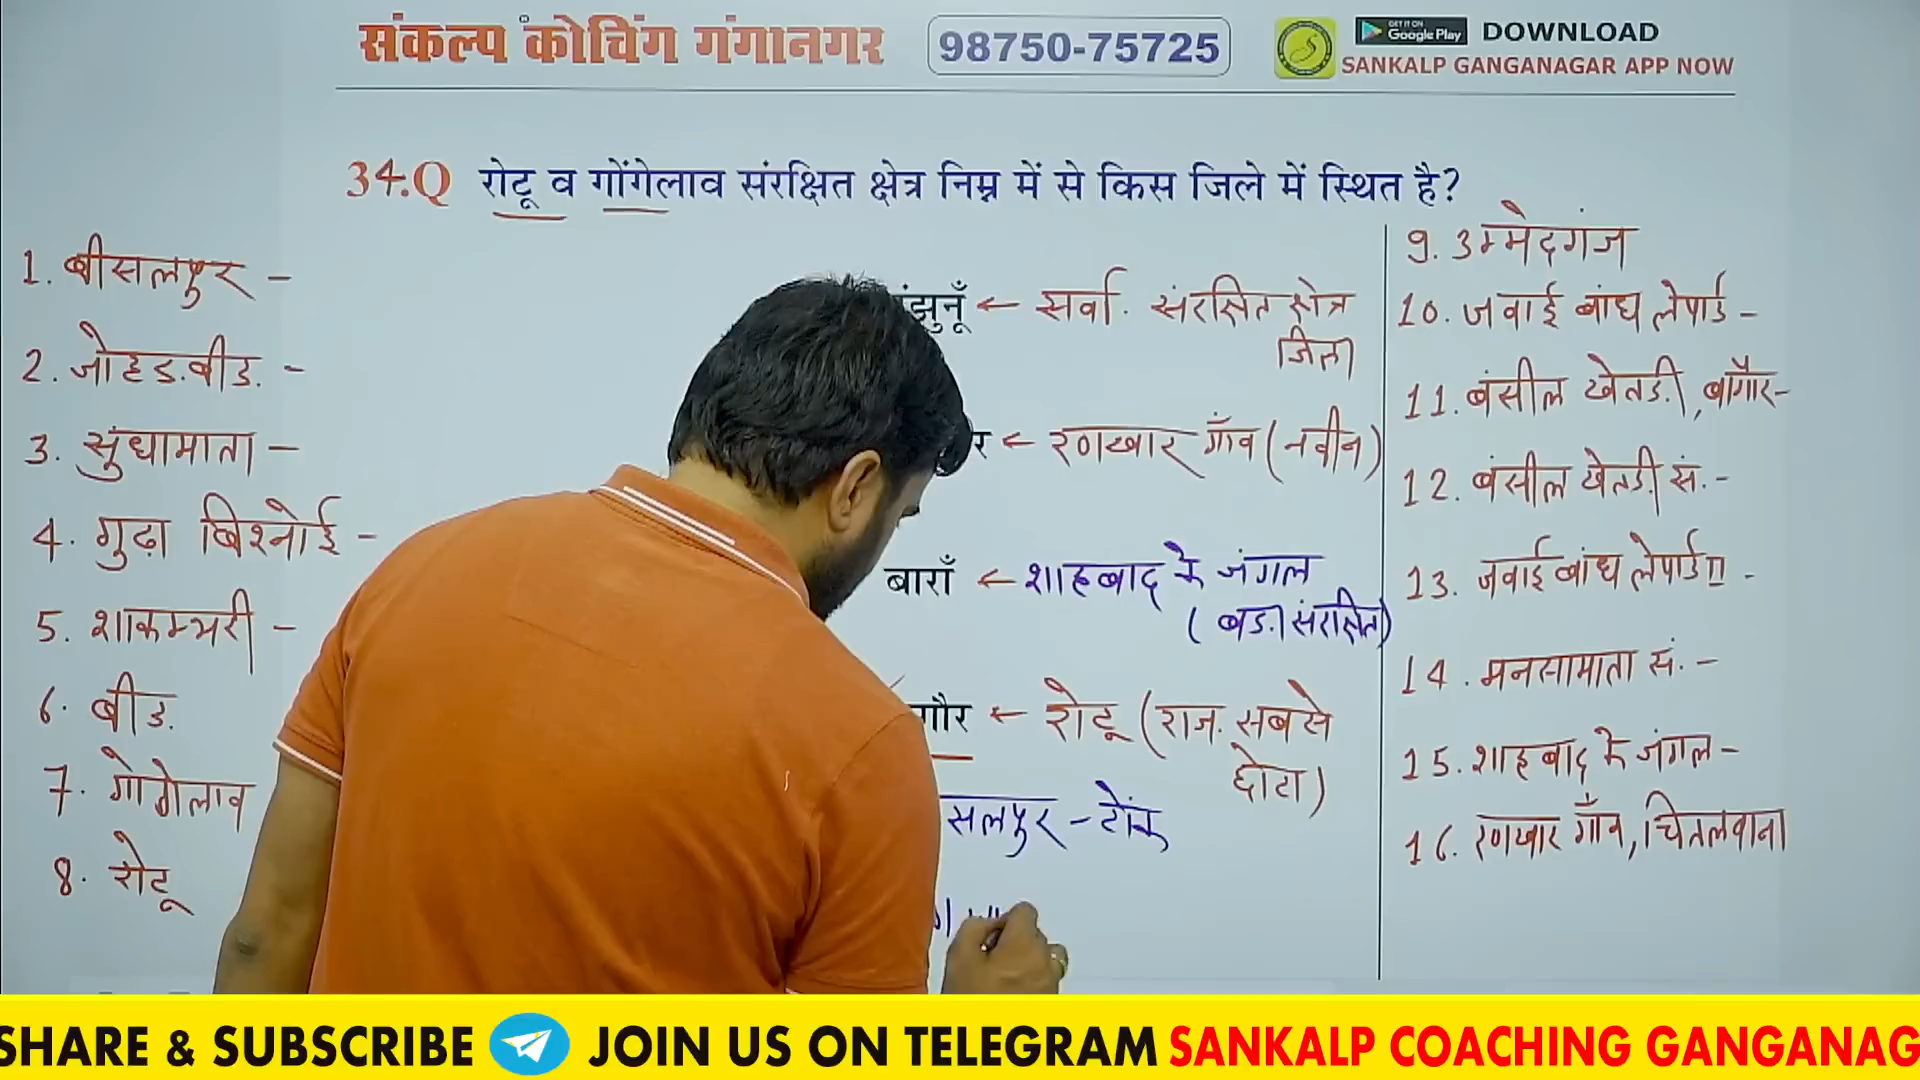 संकल्प कोचिंग गंगानगर
98750-75725
GET IT ON
Google Play
DOWNLOAD
SANKALP GANGANAGAR APP NOW
34.Q रोटू व गोंगेलाव संरक्षित क्षेत्र निम्न में से किस जिले में स्थित है?
1. बीसलपुर -
2. जोहड़.बीड. -
3. सुंधामाता -
4. गुढ़ा बिश्नोई -
5. शाकम्भरी -
6. बीड.
7. गोगेलाव
8. रोटू
झुनूँ ← सर्वा. संरक्षित क्षेत्र
जिला
र ← रणखार गाँव (नवीन)
बाराँ ← शाहबाद के जंगल
(बड़ा संरक्षित)
गौर ← रोटू (राज. सबसे
छोटा)
सलपुर - टोंक
9. उम्मेदगंज
10. जवाई बांध लेपार्ड -
11. बंसीयाल खेतडी, बागौर -
12. बंसीयाल खेतडी सं. -
13. जवाई बांध लेपार्ड II -
14. मनसामाता सं. -
15. शाहबाद के जंगल -
16. रणखार गाँव, चितलवाना
SHARE & SUBSCRIBE JOIN US ON TELEGRAM SANKALP COACHING GANGANAG